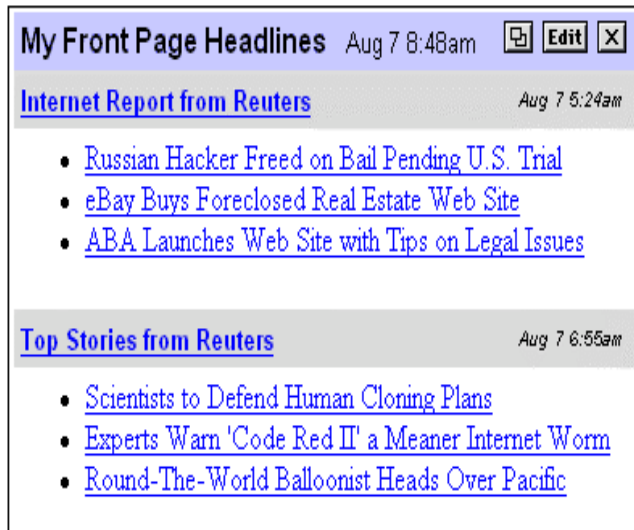 My Front Page Headlines Aug 7 8:48am Edit X
Internet Report from Reuters Aug 7 5:24am
Russian Hacker Freed on Bail Pending U.S. Trial
eBay Buys Foreclosed Real Estate Web Site
ABA Launches Web Site with Tips on Legal Issues
Top Stories from Reuters Aug 7 6:55am
Scientists to Defend Human Cloning Plans
Experts Warn 'Code Red II' a Meaner Internet Worm
Round-The-World Balloonist Heads Over Pacific